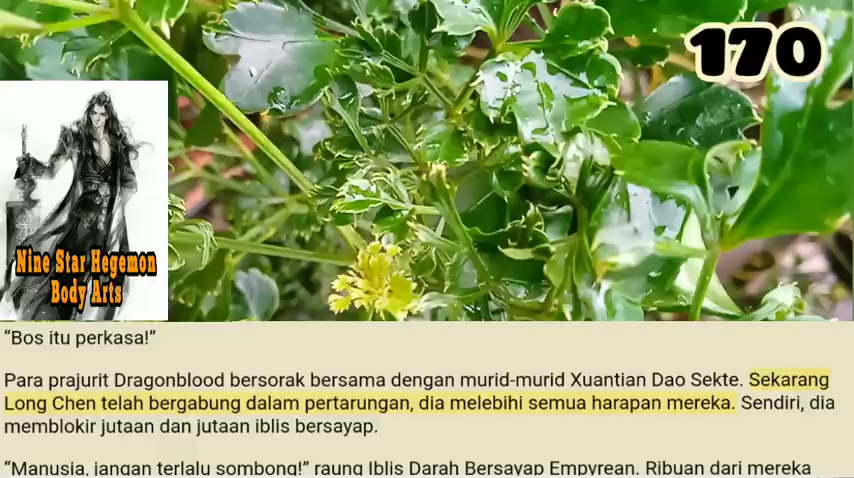 170
Nine Star Hegemon
Body Arts
“Bos itu perkasa!”
Para prajurit Dragonblood bersorak bersama dengan murid-murid Xuantian Dao Sekte. Sekarang
Long Chen telah bergabung dalam pertarungan, dia melebihi semua harapan mereka. Sendiri, dia
memblokir jutaan dan jutaan iblis bersayap.
“Manusia, jangan terlalu sombong!” raung Iblis Darah Bersayap Empyrean. Ribuan dari mereka